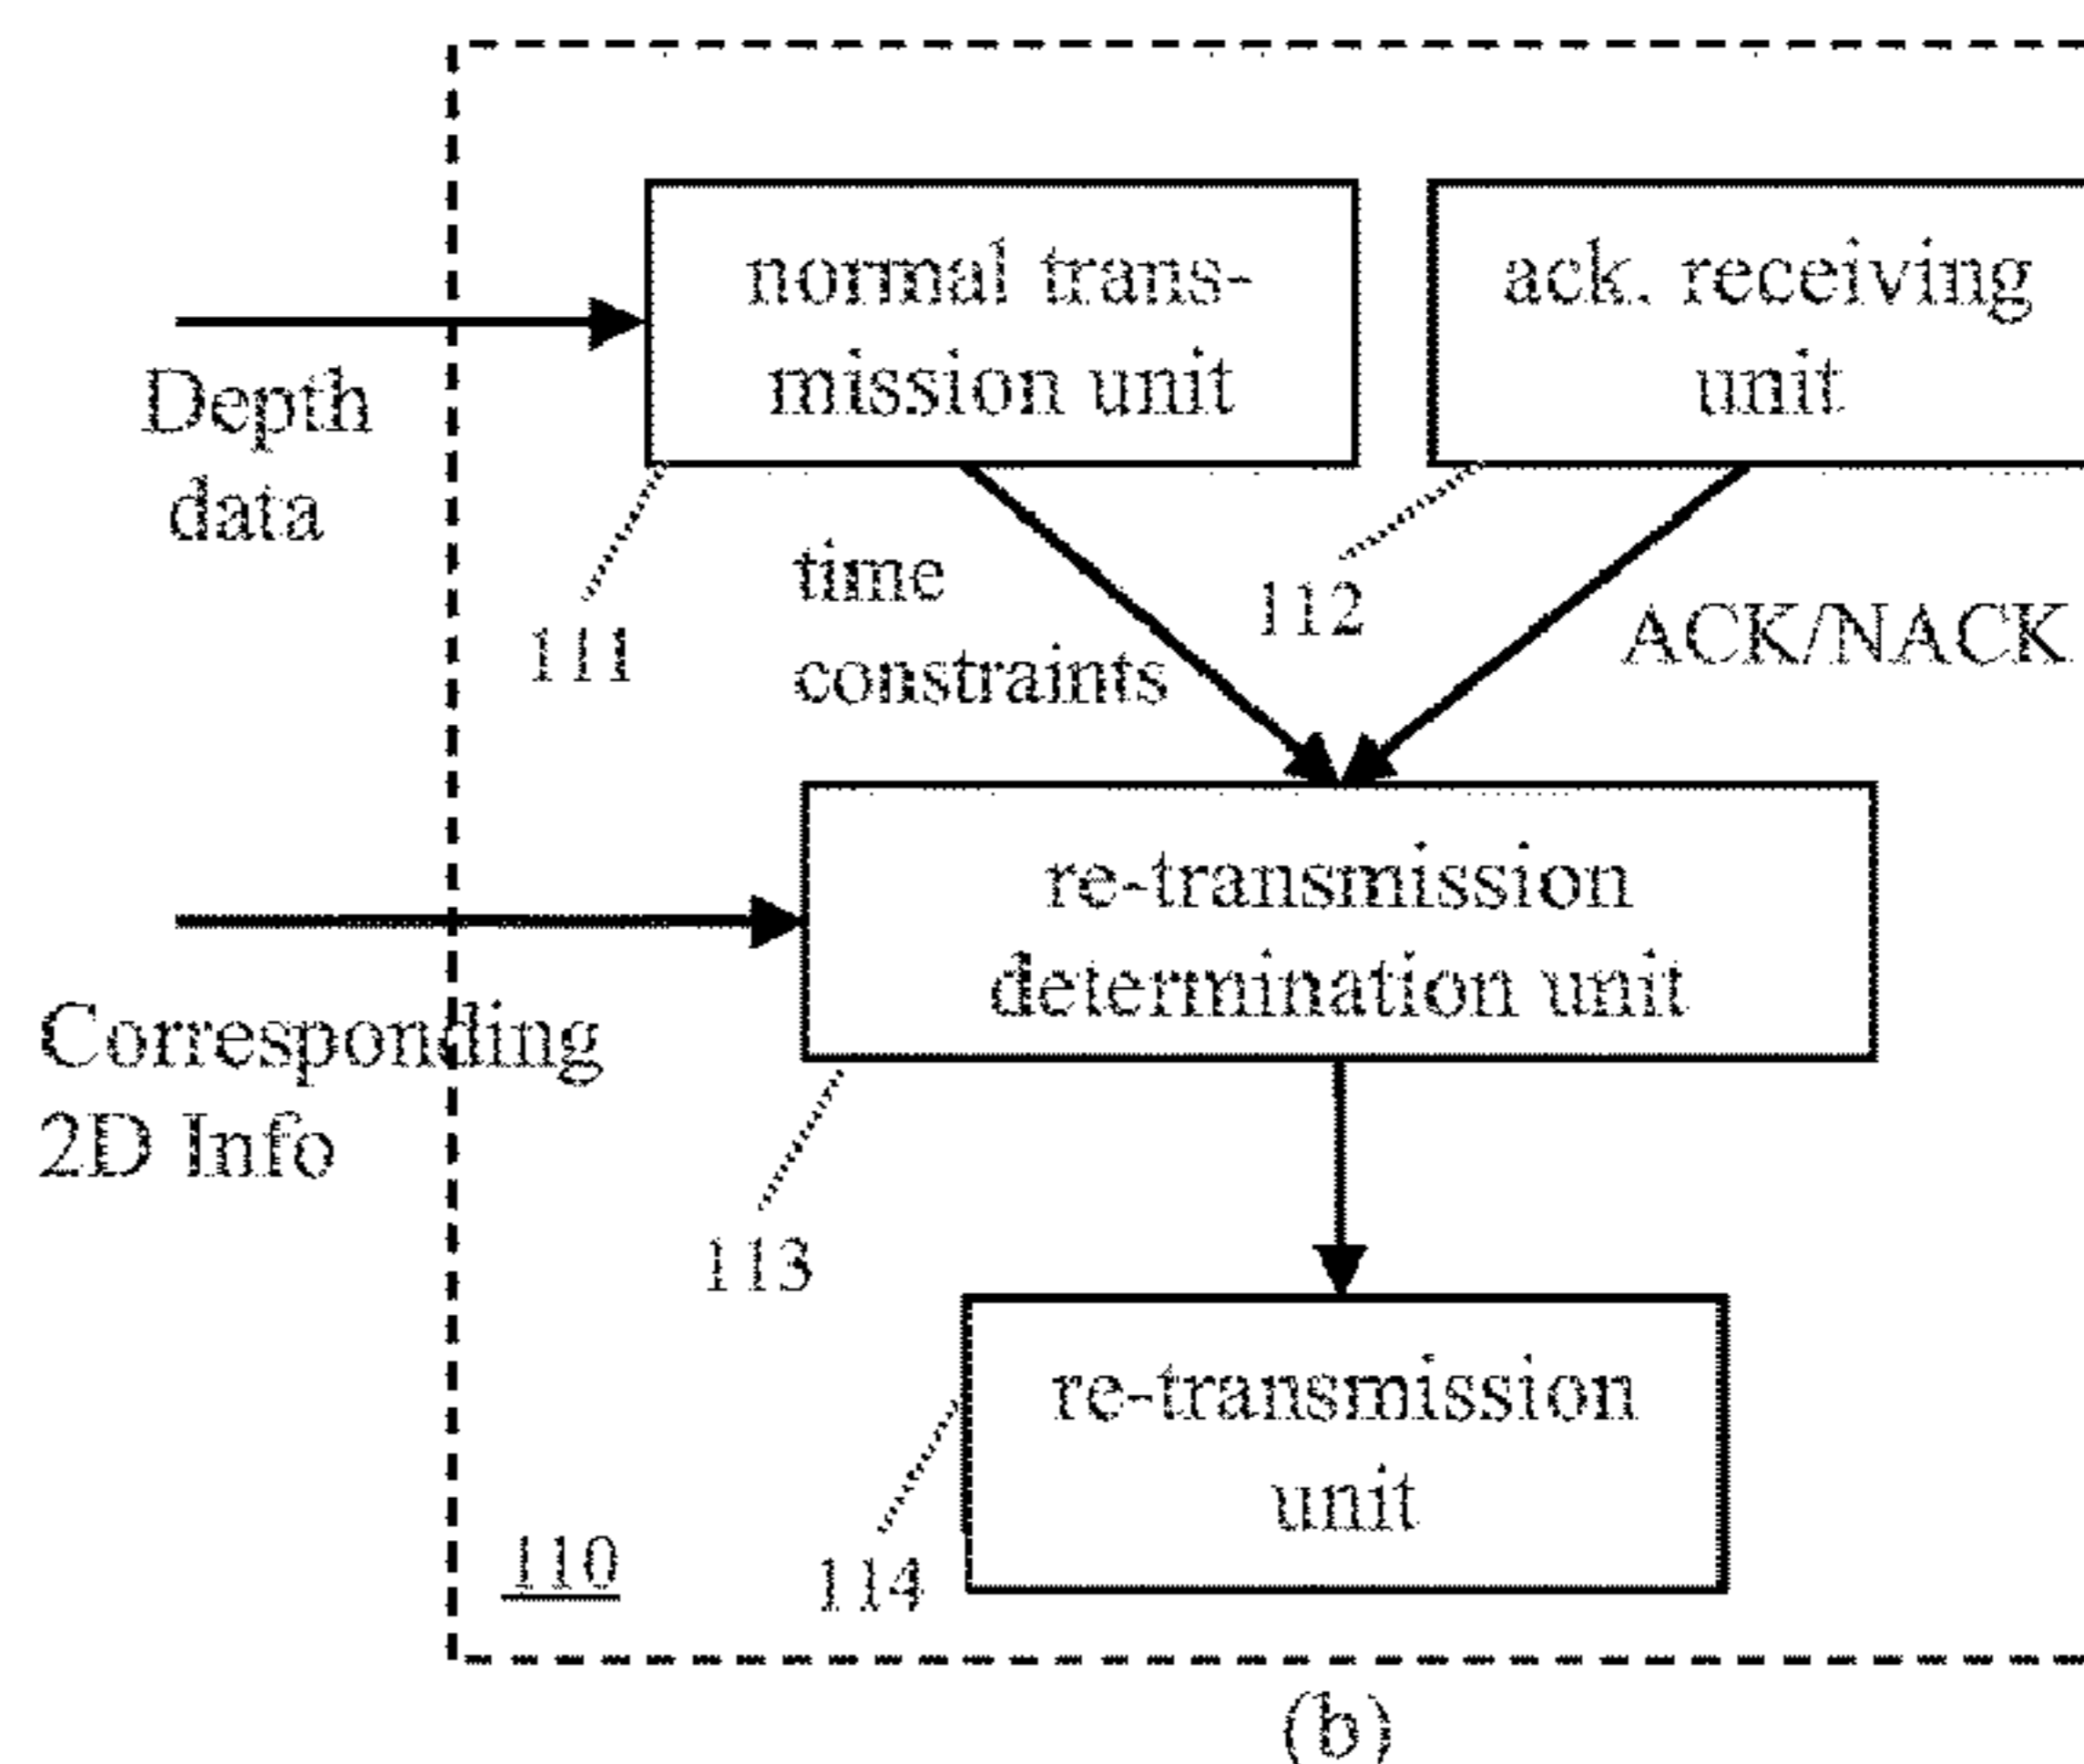 normal trans-
mission unit
ack. receiving
unit
Depth
data
111
time
constraints
112
ACK/NACK
re-transmission
determination unit
Corresponding
2D Info
113
re-transmission
unit
114
110
(b)